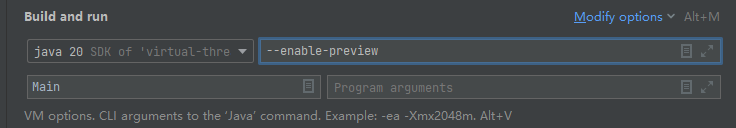 Build and run Modify options Alt+M
java 20 SDK of 'virtual-thre --enable-preview
Main Program arguments
VM options. CLI arguments to the 'Java' command. Example: -ea -Xmx2048m. Alt+V